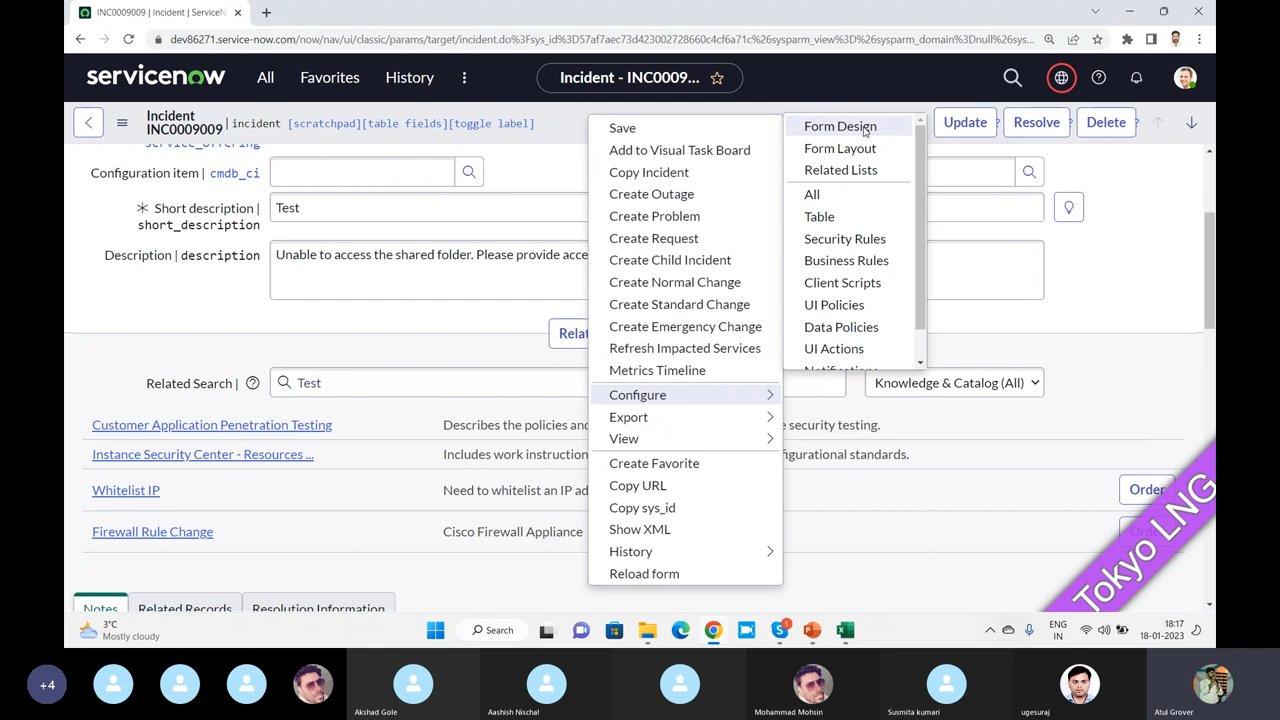 INC0009009 | Incident | ServiceN
dev86271.service-now.com/now/nav/ui/classic/params/target/incident.do%3Fsys_id%3D57af7aec73d423002728660c4cf6a71c%26sysparm_view%3D%26sysparm_domain%3Dnull%26sys...
servicenow
All
Favorites
History
Incident - INC0009...
Incident
INC0009009
incident [scratchpad][table fields][toggle label]
Update
Resolve
Delete
service_offering
Configuration item | cmdb_ci
Short description |
short_description
Test
Description | description
Unable to access the shared folder. Please provide acce
Relat
Related Search |
Test
Knowledge & Catalog (All)
Customer Application Penetration Testing
Describes the policies and
e security testing.
Instance Security Center - Resources ...
Includes work instruction
figurational standards.
Whitelist IP
Need to whitelist an IP ad
Order
Firewall Rule Change
Cisco Firewall Appliance
Notes
Related Records
Resolution Information
Save
Add to Visual Task Board
Copy Incident
Create Outage
Create Problem
Create Request
Create Child Incident
Create Normal Change
Create Standard Change
Create Emergency Change
Refresh Impacted Services
Metrics Timeline
Configure
Export
View
Create Favorite
Copy URL
Copy sys_id
Show XML
History
Reload form
Form Design
Form Layout
Related Lists
All
Table
Security Rules
Business Rules
Client Scripts
UI Policies
Data Policies
UI Actions
Notifications
Tokyo LNG
3°C
Mostly cloudy
Search
ENG
IN
18:17
18-01-2023
+4
Akshad Gole
Aashish Nischal
Mohammad Mohsin
Susmita kumari
ugesuraj
Atul Grover